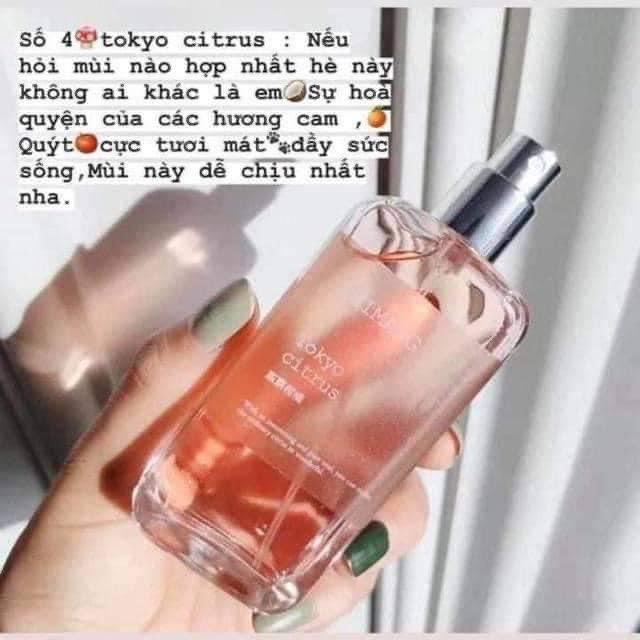 Số 4🍄tokyo citrus : Nếu
hỏi mùi nào hợp nhất hè này
không ai khác là em🥥Sự hoà
quyện của các hương cam ,🍊
Quýt🍅cực tươi mát🐾đầy sức
sống,Mùi này dễ chịu nhất
nha.
tokyo
citrus